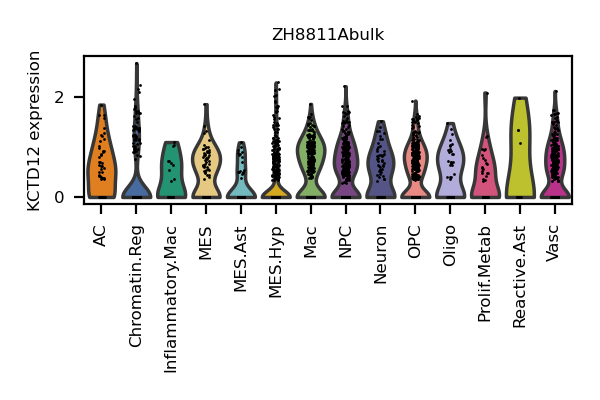 ZH8811Abulk
KCTD12 expression
2
0
AC
Chromatin.Reg
Inflammatory.Mac
MES
MES.Ast
MES.Hyp
Mac
NPC
Neuron
OPC
Oligo
Prolif.Metab
Reactive.Ast
Vasc